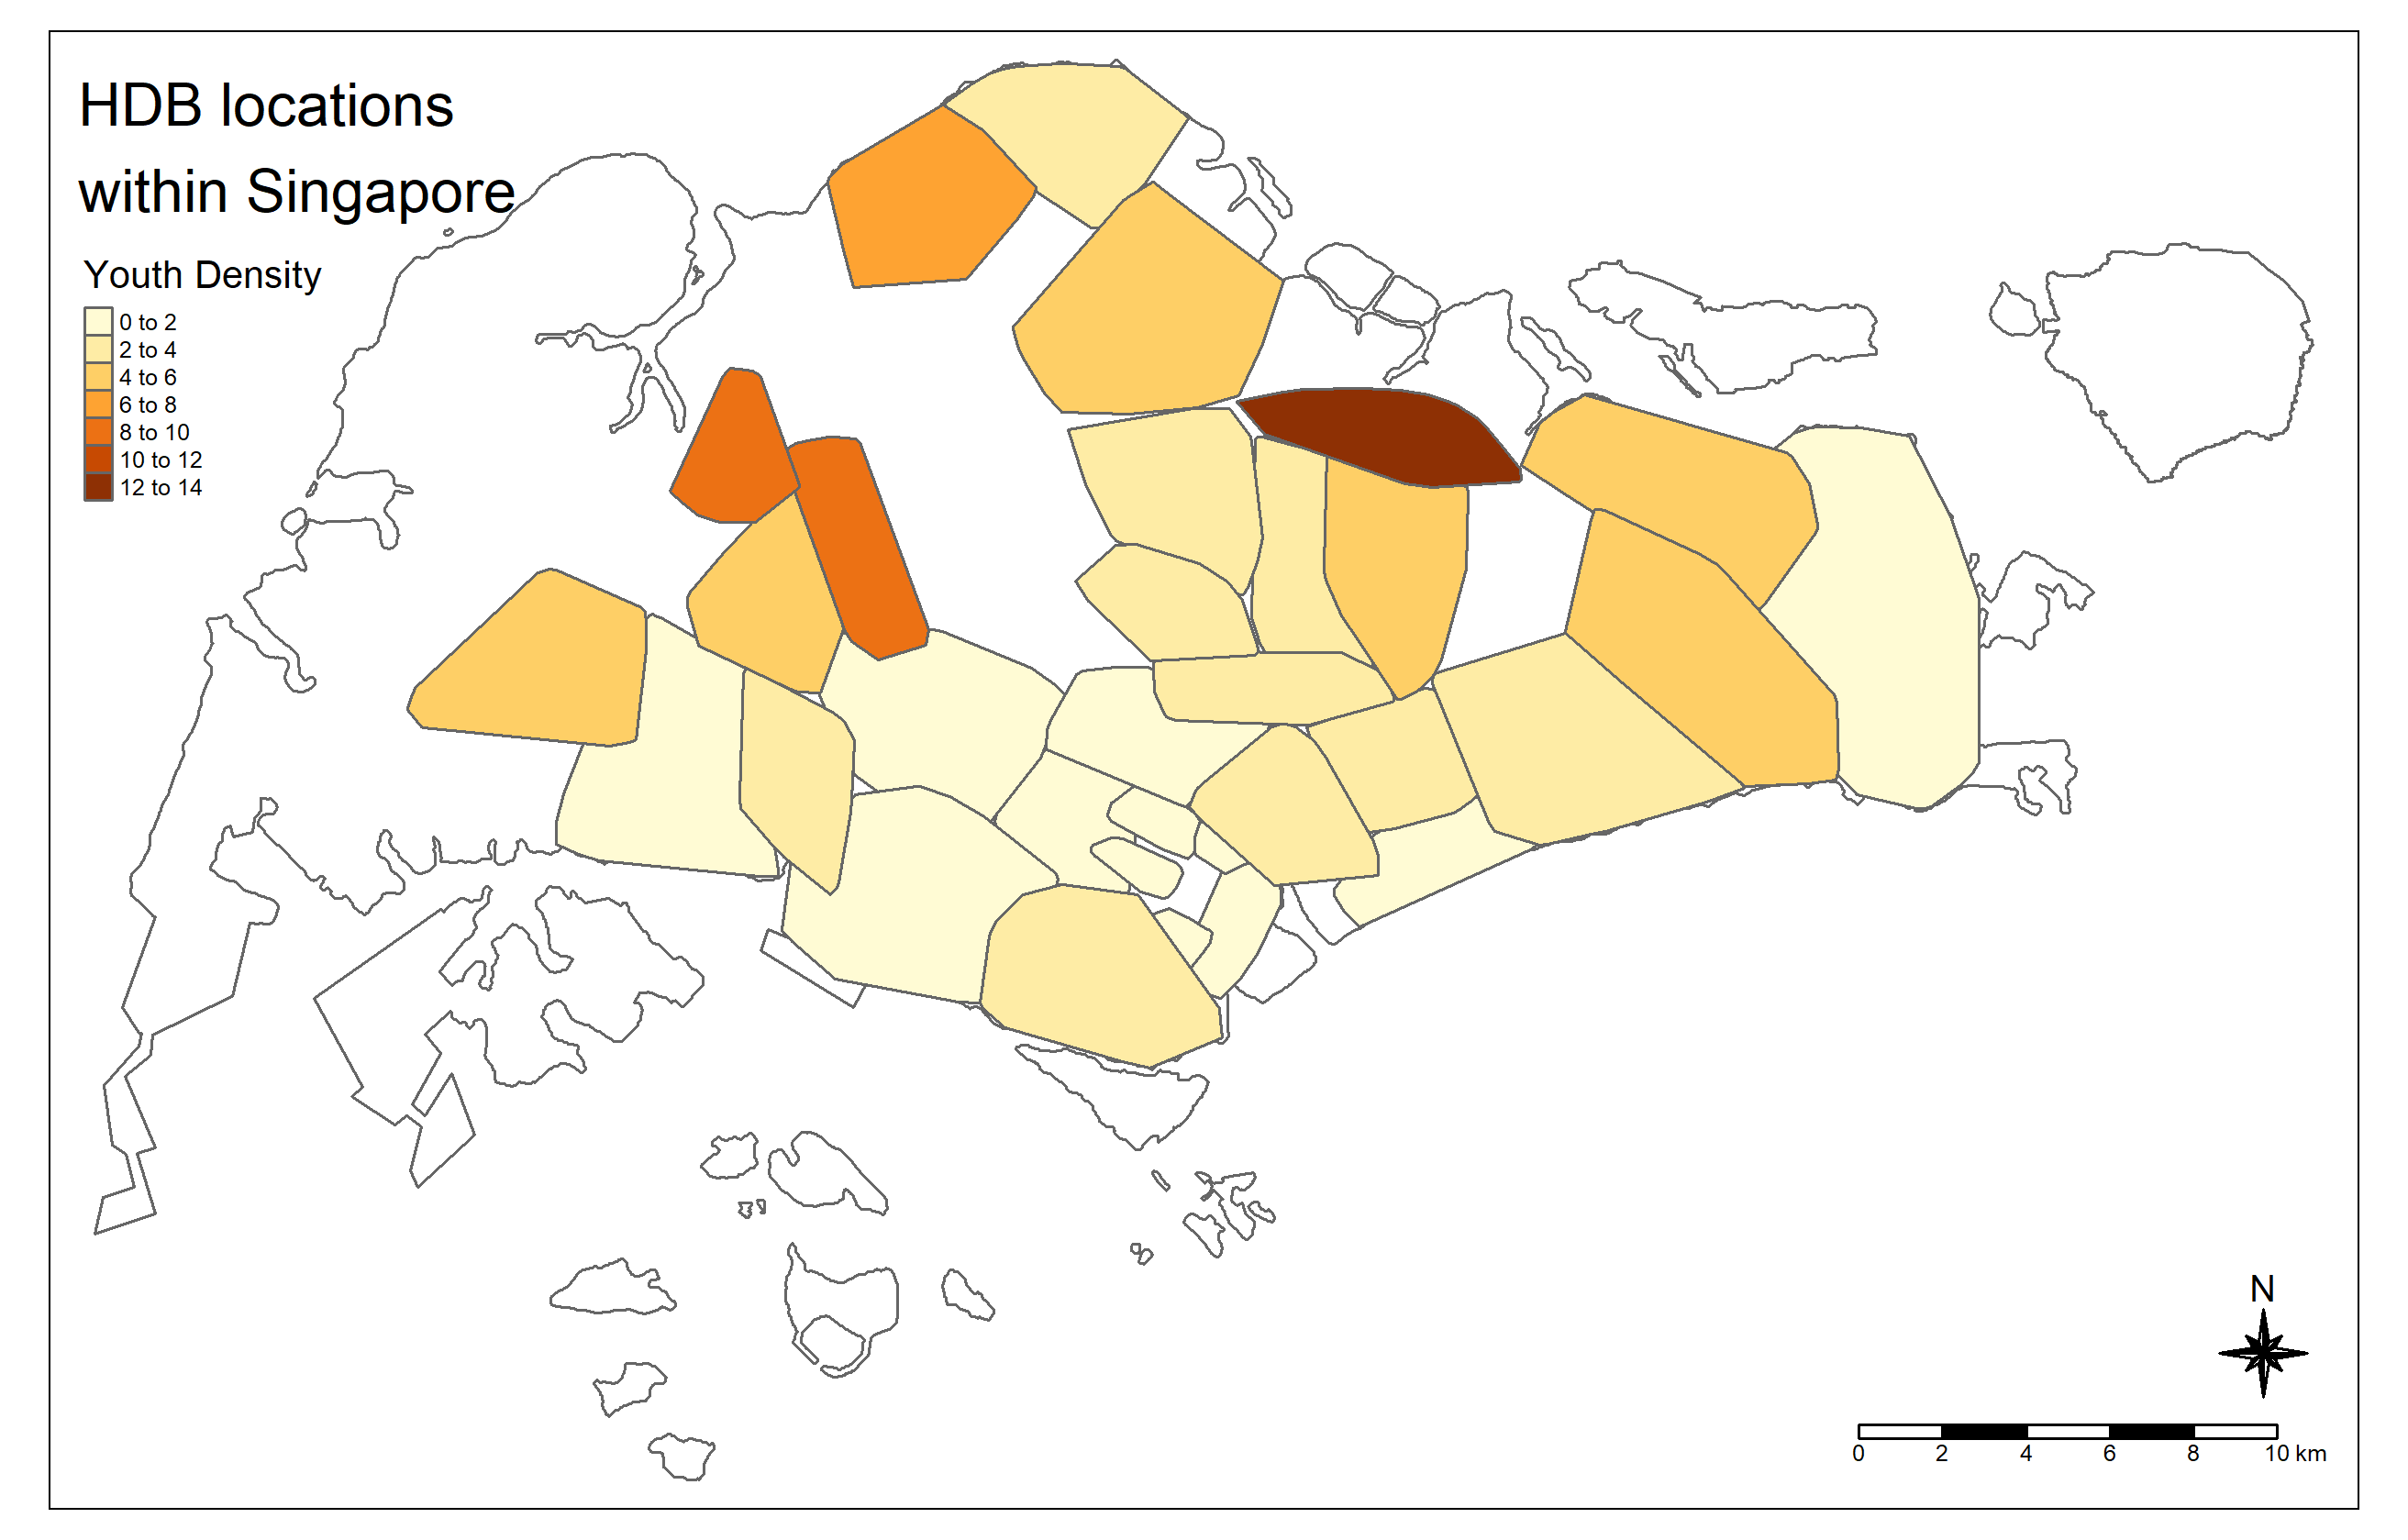 HDB locations
within Singapore
Youth Density
0 to 2
2 to 4
4 to 6
6 to 8
8 to 10
10 to 12
12 to 14
N
0 2 4 6 8 10 km